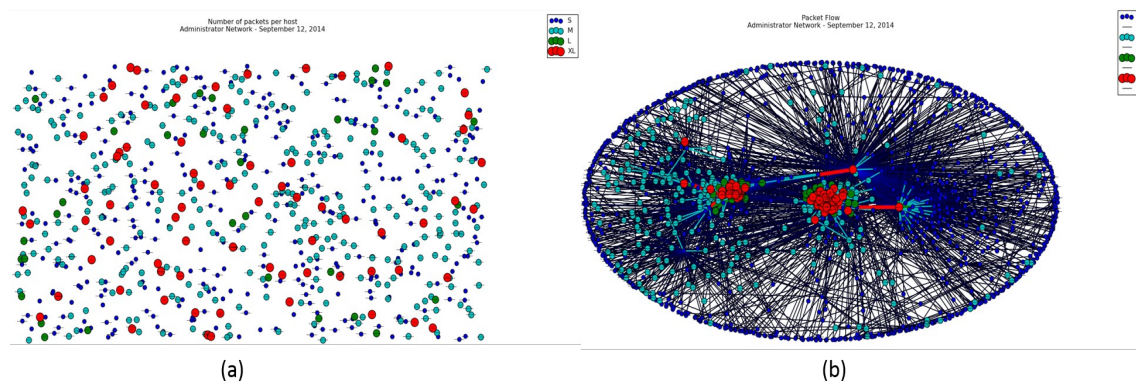 Number of packets per host
Administrator Network - September 12, 2014
S
M
L
XL
Packet Flow
Administrator Network - September 12, 2014
(a)
(b)